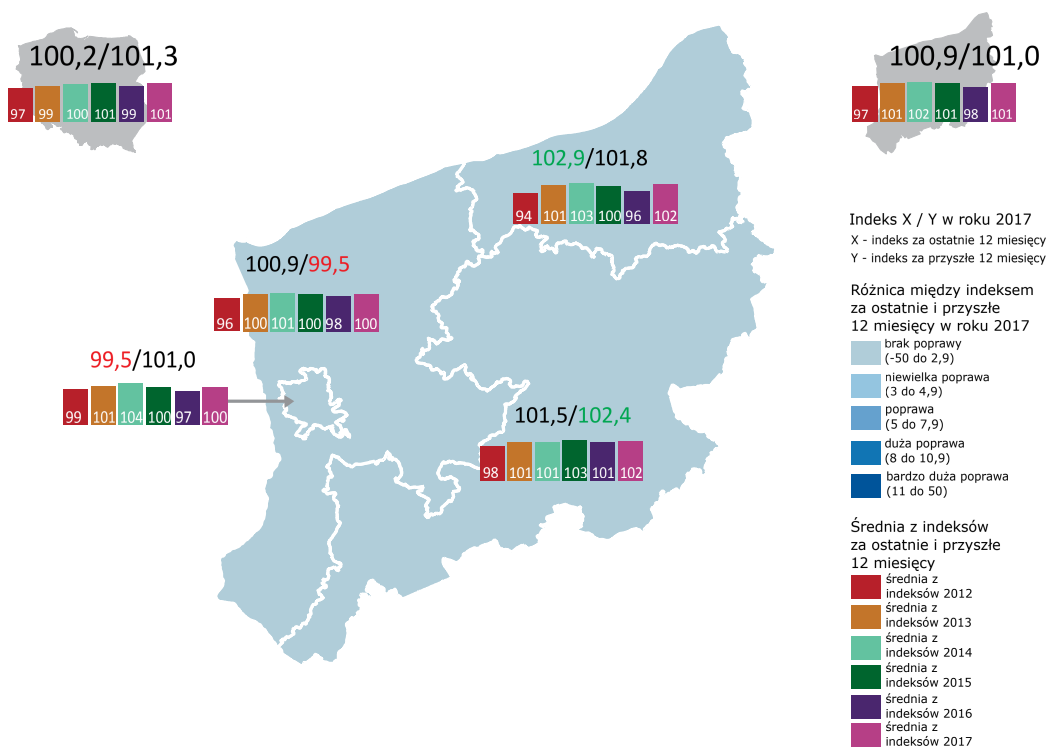 100,2/101,3
97 99 100 101 99 101
100,9/101,0
97 101 102 101 98 101
102,9/101,8
94 101 103 100 96 102
100,9/99,5
96 100 101 100 98 100
99,5/101,0
99 101 104 100 97 100
101,5/102,4
98 101 101 103 101 102
Indeks X / Y w roku 2017
X - indeks za ostatnie 12 miesięcy
Y - indeks za przyszłe 12 miesięcy
Różnica między indeksem
za ostatnie i przyszłe
12 miesięcy w roku 2017
brak poprawy
(-50 do 2,9)
niewielka poprawa
(3 do 4,9)
poprawa
(5 do 7,9)
duża poprawa
(8 do 10,9)
bardzo duża poprawa
(11 do 50)
Średnia z indeksów
za ostatnie i przyszłe
12 miesięcy
średnia z
indeksów 2012
średnia z
indeksów 2013
średnia z
indeksów 2014
średnia z
indeksów 2015
średnia z
indeksów 2016
średnia z
indeksów 2017